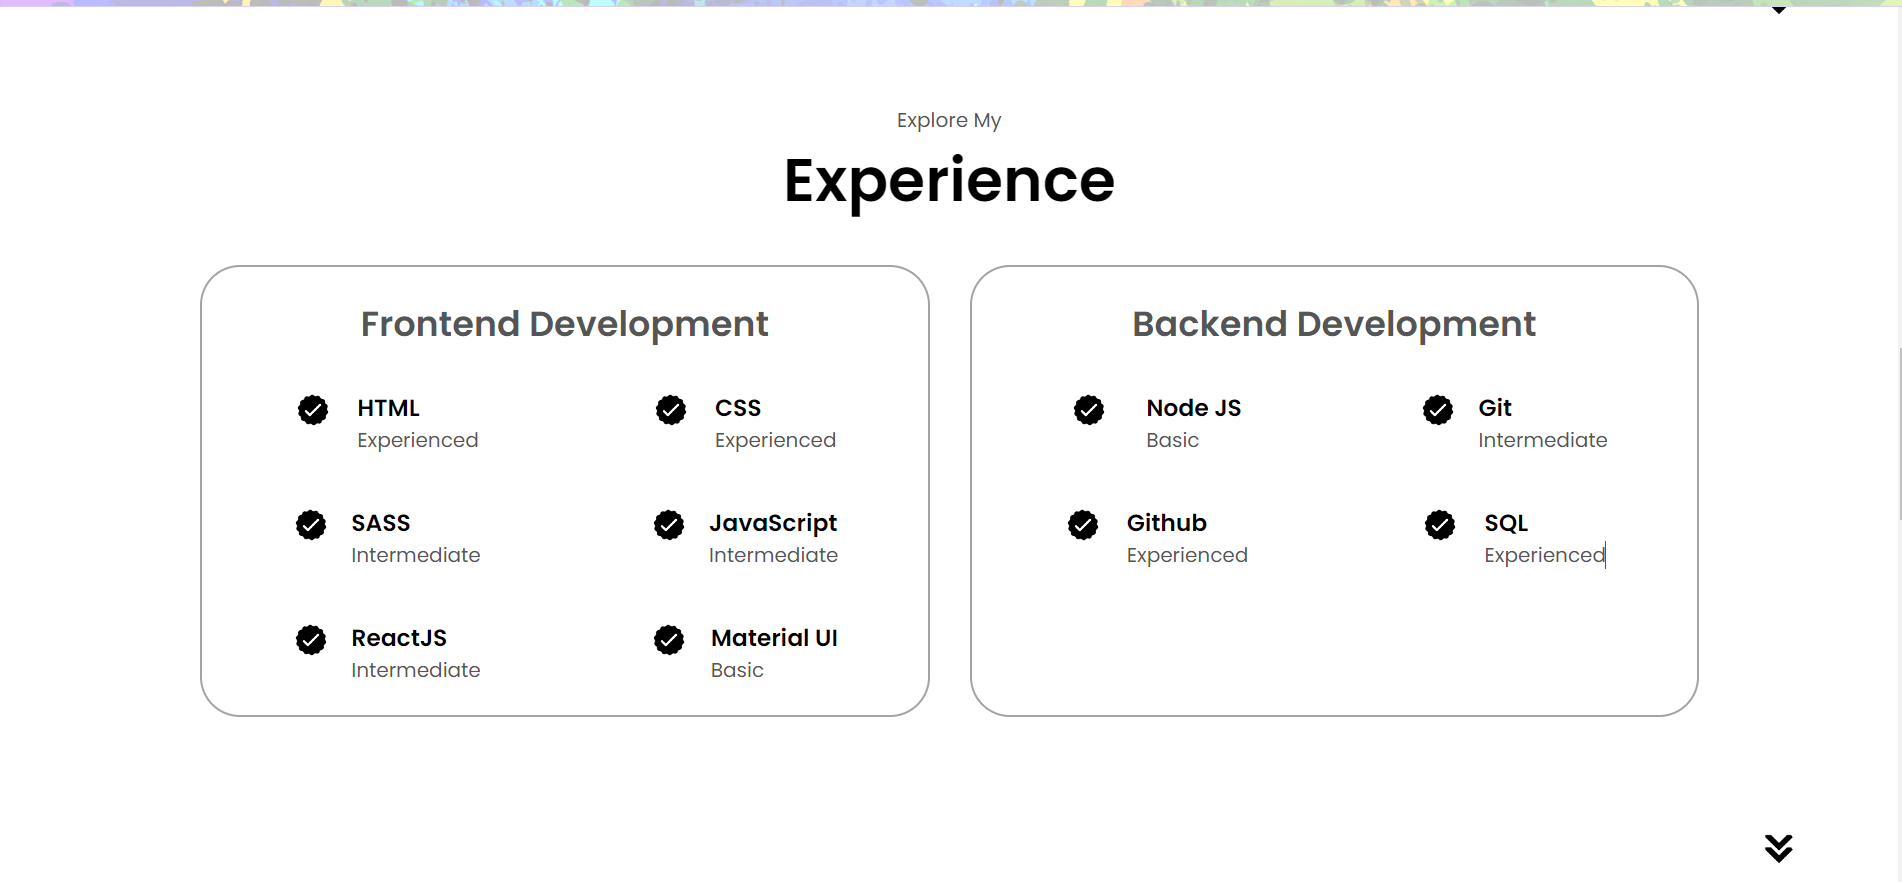 Explore My
Experience
Frontend Development
HTML
Experienced
CSS
Experienced
SASS
Intermediate
JavaScript
Intermediate
ReactJS
Intermediate
Material UI
Basic
Backend Development
Node JS
Basic
Git
Intermediate
Github
Experienced
SQL
Experienced